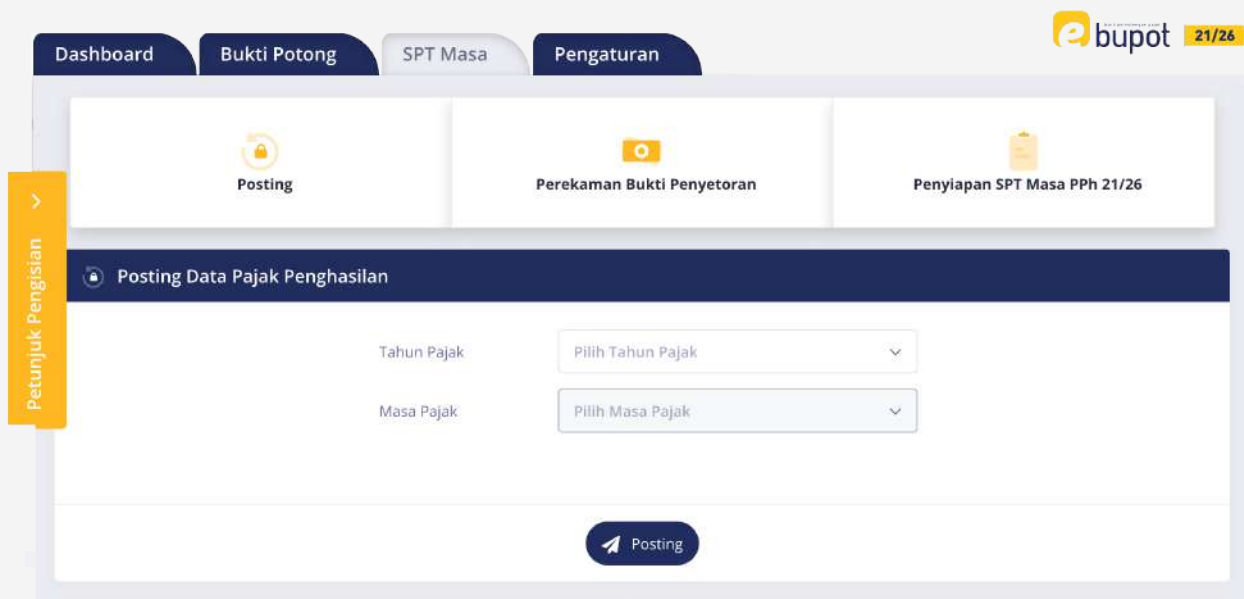 ebupot 21/26
Dashboard Bukti Potong SPT Masa Pengaturan
Posting Perekaman Bukti Penyetoran Penyiapan SPT Masa PPh 21/26
Petunjuk Pengisian
Posting Data Pajak Penghasilan
Tahun Pajak Pilih Tahun Pajak
Masa Pajak Pilih Masa Pajak
Posting